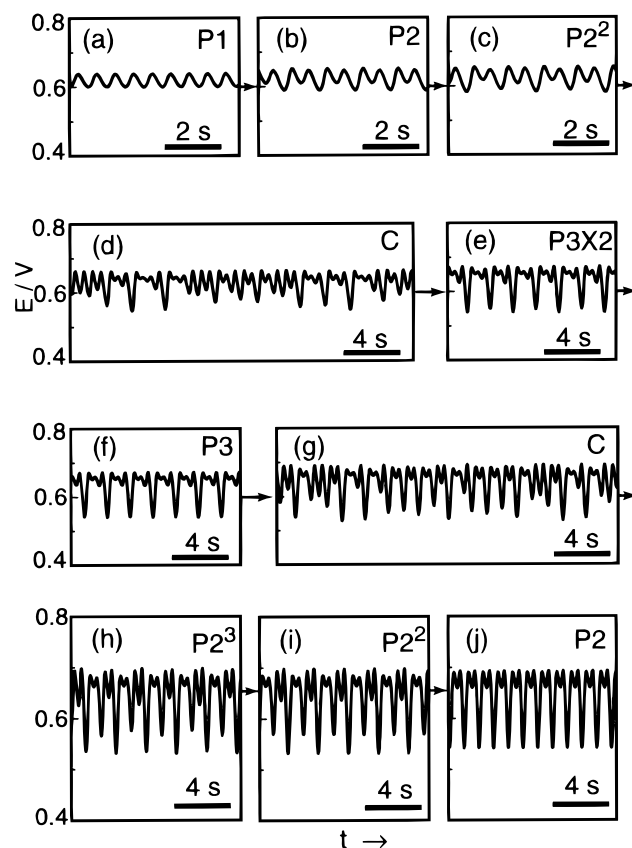 0.8
(a) P1
(b) P2
(c) P2²
0.6
2 s
2 s
2 s
0.4
0.8
(d) C
(e) P3X2
0.6
E / V
4 s
4 s
0.4
0.8
(f) P3
(g) C
0.6
4 s
4 s
0.4
0.8
(h) P2³
(i) P2²
(j) P2
0.6
4 s
4 s
4 s
0.4
t →